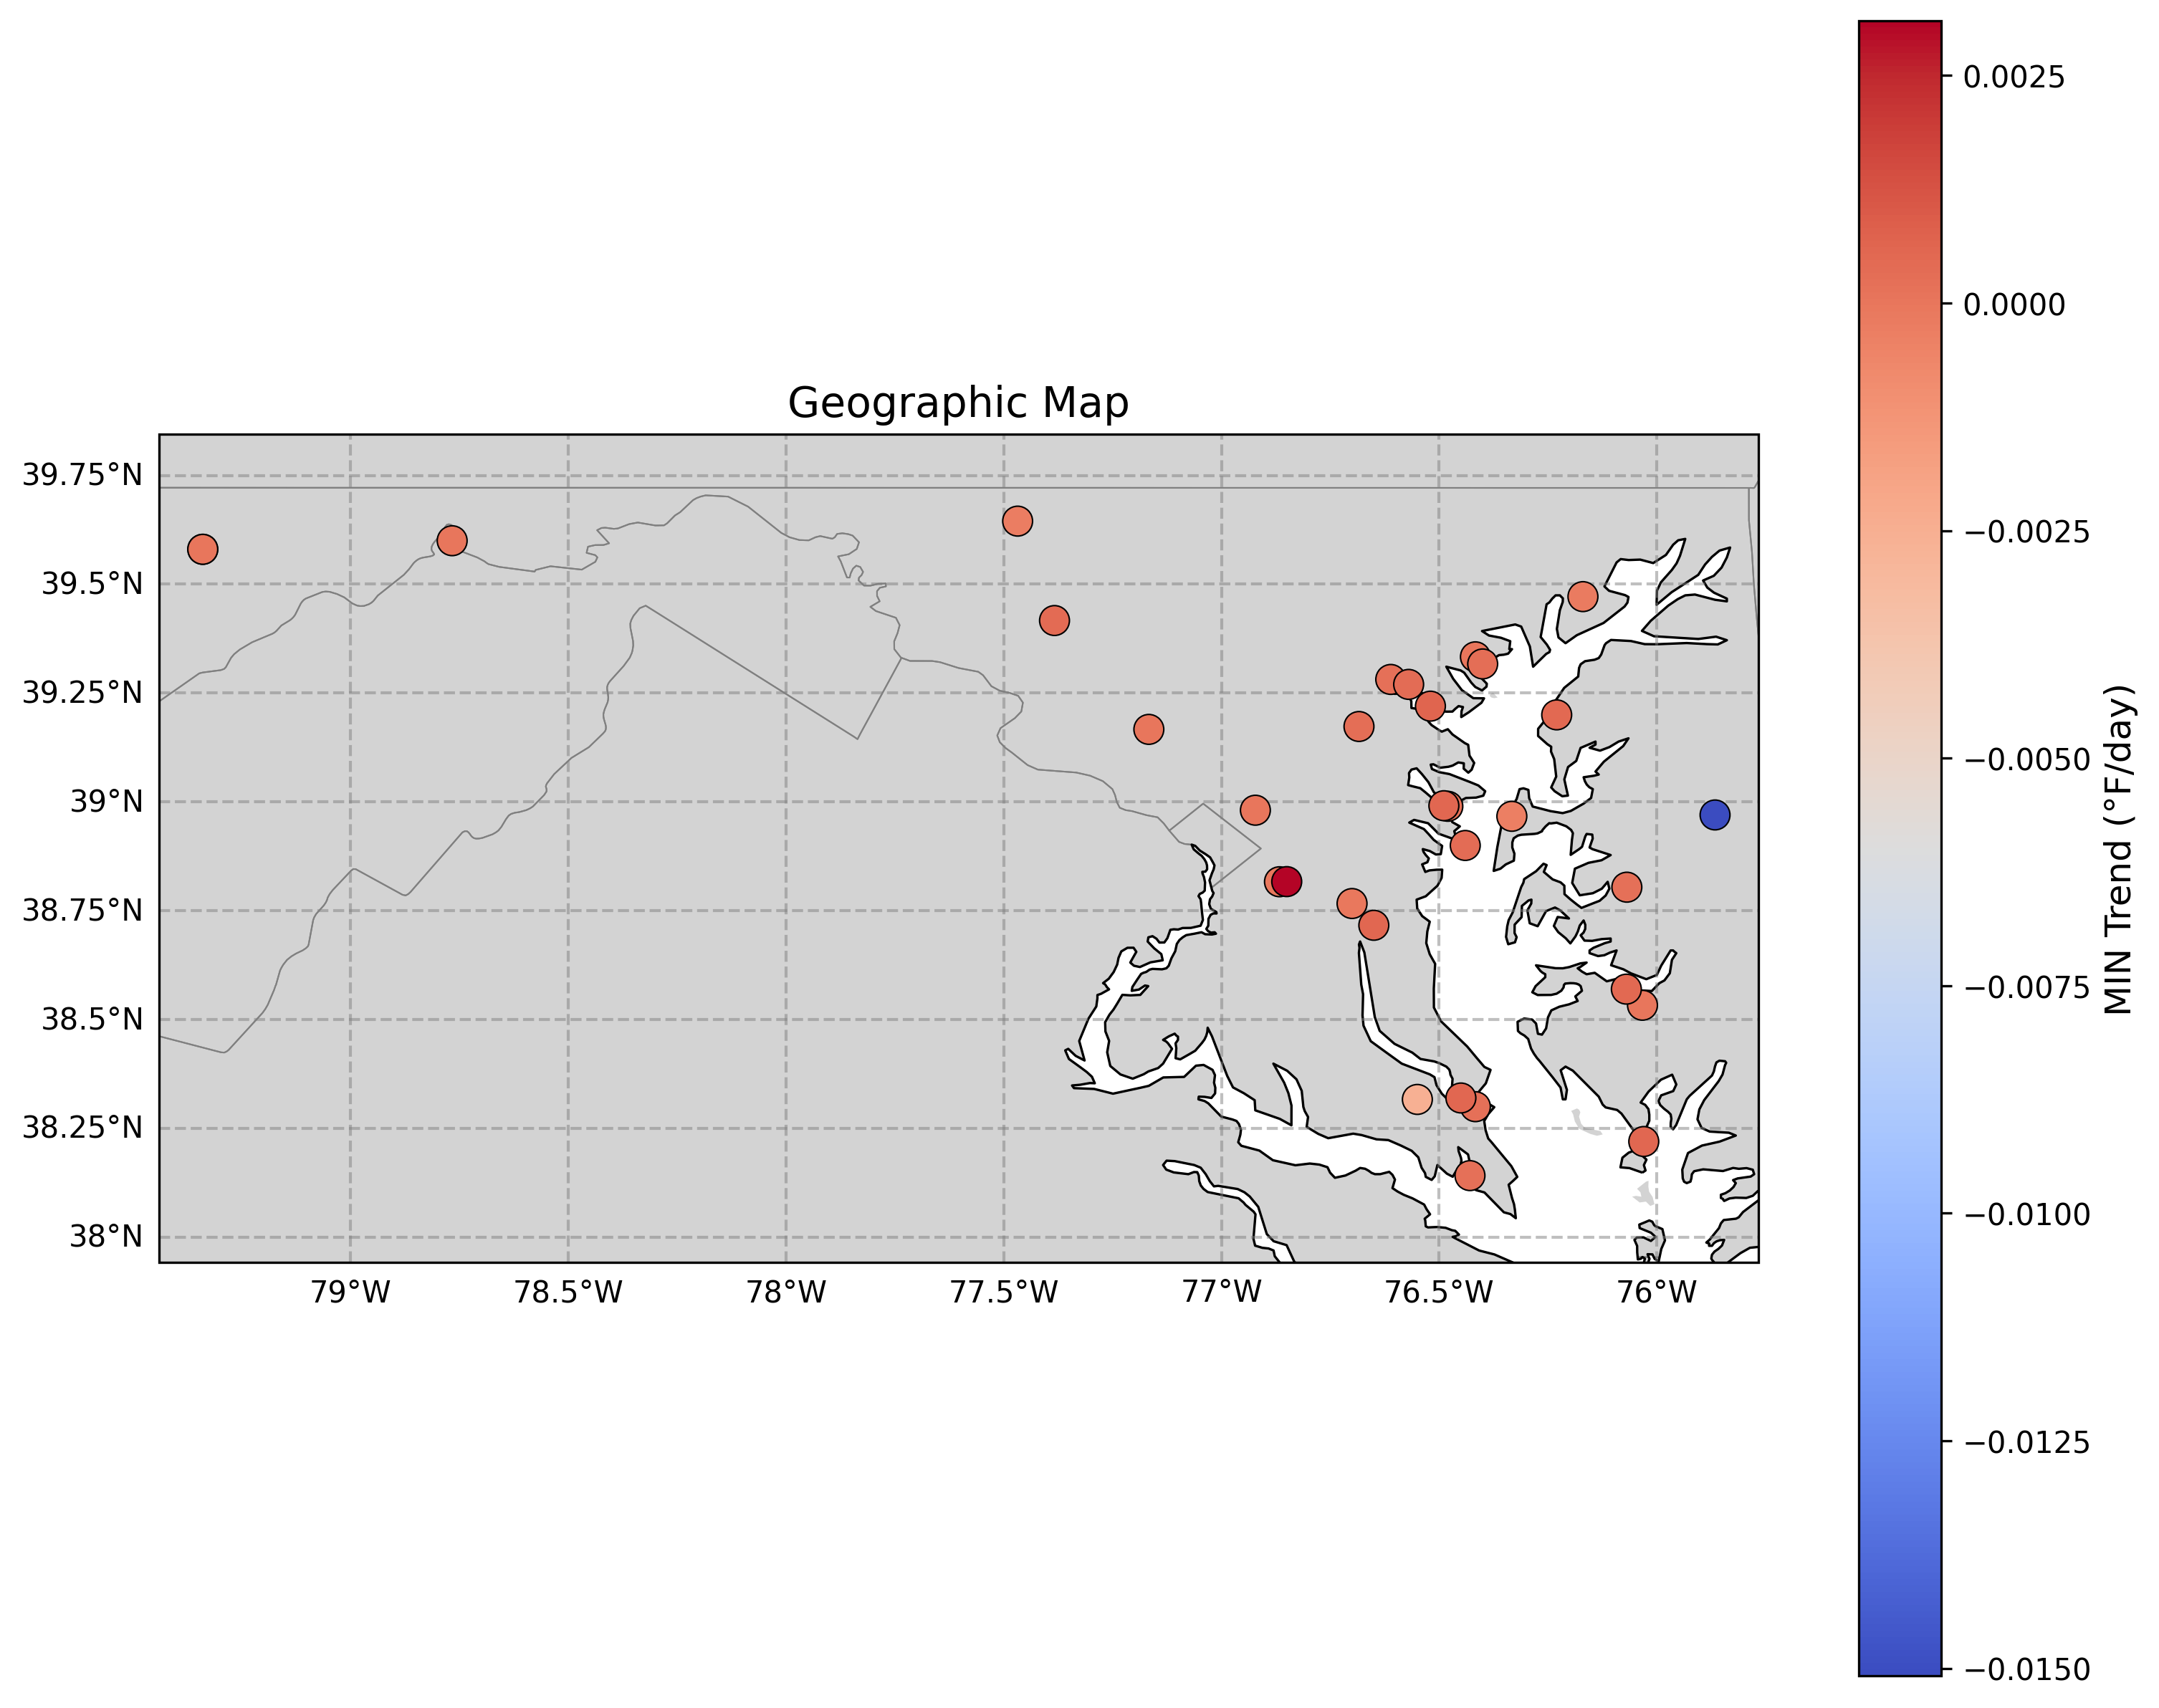 Geographic Map
39.75°N
39.5°N
39.25°N
39°N
38.75°N
38.5°N
38.25°N
38°N
79°W
78.5°W
78°W
77.5°W
77°W
76.5°W
76°W
0.0025
0.0000
−0.0025
−0.0050
−0.0075
−0.0100
−0.0125
−0.0150
MIN Trend (°F/day)